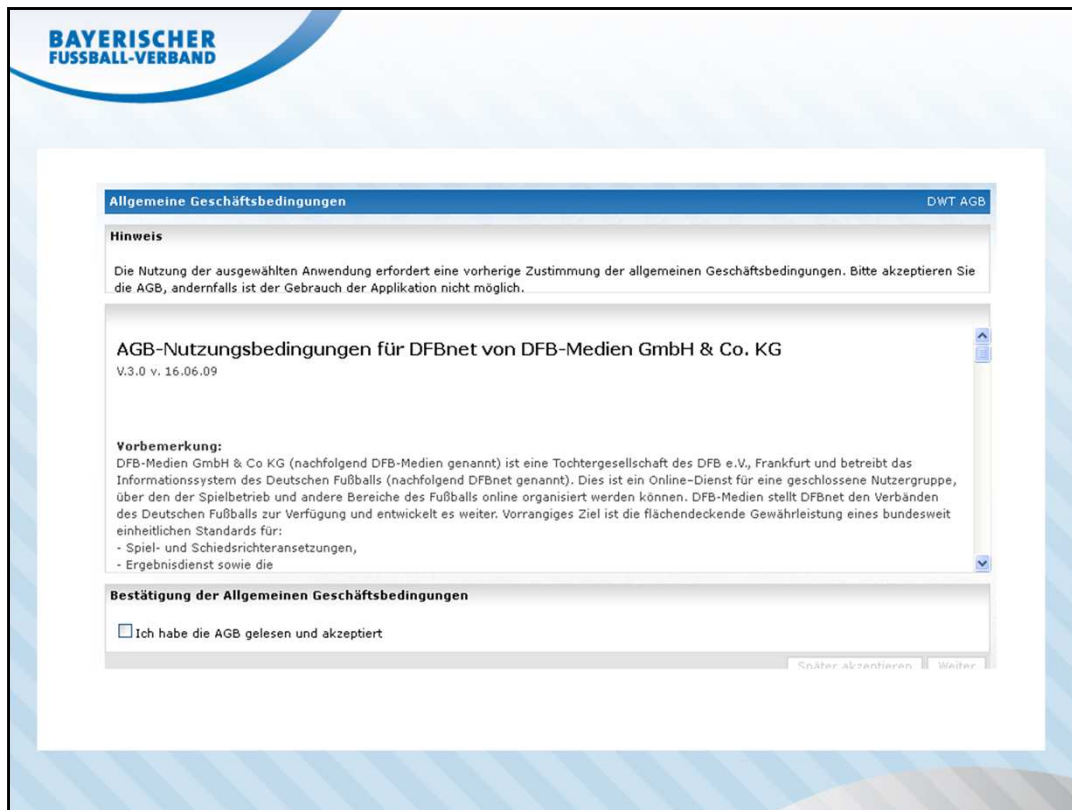 BAYERISCHER
FUSSBALL-VERBAND
Allgemeine Geschäftsbedingungen DWT AGB
Hinweis
Die Nutzung der ausgewählten Anwendung erfordert eine vorherige Zustimmung der allgemeinen Geschäftsbedingungen. Bitte akzeptieren Sie
die AGB, andernfalls ist der Gebrauch der Applikation nicht möglich.
AGB-Nutzungsbedingungen für DFBnet von DFB-Medien GmbH & Co. KG
V.3.0 v. 16.06.09
Vorbemerkung:
DFB-Medien GmbH & Co KG (nachfolgend DFB-Medien genannt) ist eine Tochtergesellschaft des DFB e.V., Frankfurt und betreibt das
Informationssystem des Deutschen Fußballs (nachfolgend DFBnet genannt). Dies ist ein Online-Dienst für eine geschlossene Nutzergruppe,
über den der Spielbetrieb und andere Bereiche des Fußballs online organisiert werden können. DFB-Medien stellt DFBnet den Verbänden
des Deutschen Fußballs zur Verfügung und entwickelt es weiter. Vorrangiges Ziel ist die flächendeckende Gewährleistung eines bundesweit
einheitlichen Standards für:
- Spiel- und Schiedsrichteransetzungen,
- Ergebnisdienst sowie die
Bestätigung der Allgemeinen Geschäftsbedingungen
Ich habe die AGB gelesen und akzeptiert
Später akzeptieren Weiter